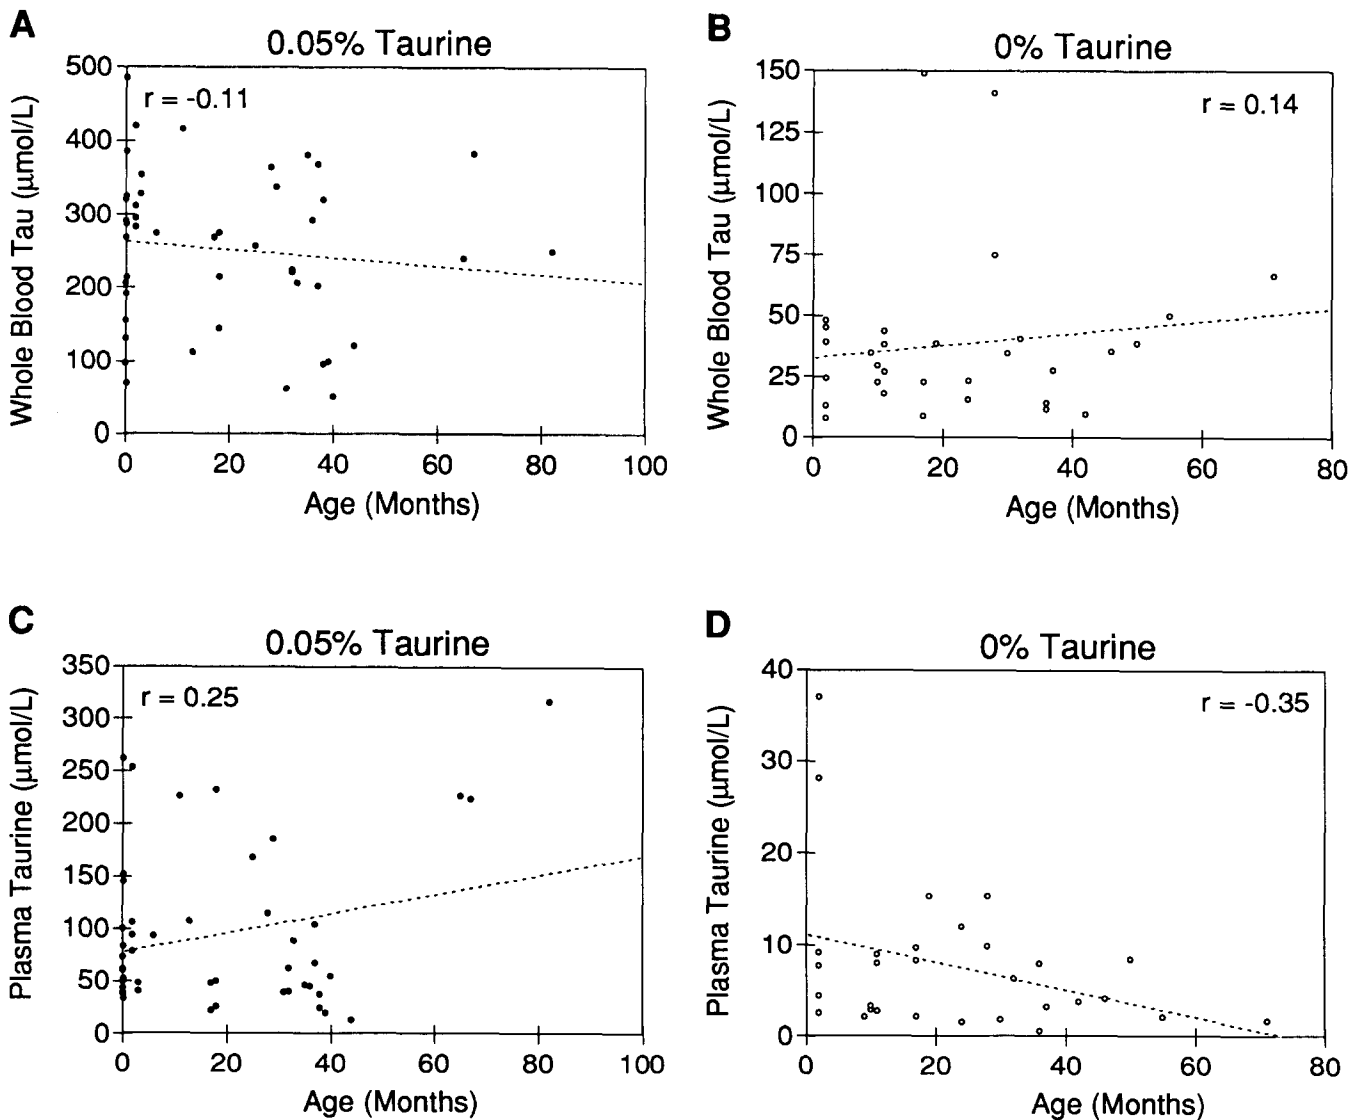 A
0.05% Taurine
r = -0.11
Whole Blood Tau (µmol/L)
500
400
300
200
100
0
0 20 40 60 80 100
Age (Months)
B
0% Taurine
r = 0.14
Whole Blood Tau (µmol/L)
150
125
100
75
50
25
0
0 20 40 60 80
Age (Months)
C
0.05% Taurine
r = 0.25
Plasma Taurine (µmol/L)
350
300
250
200
150
100
50
0
0 20 40 60 80 100
Age (Months)
D
0% Taurine
r = -0.35
Plasma Taurine (µmol/L)
40
30
20
10
0
0 20 40 60 80
Age (Months)